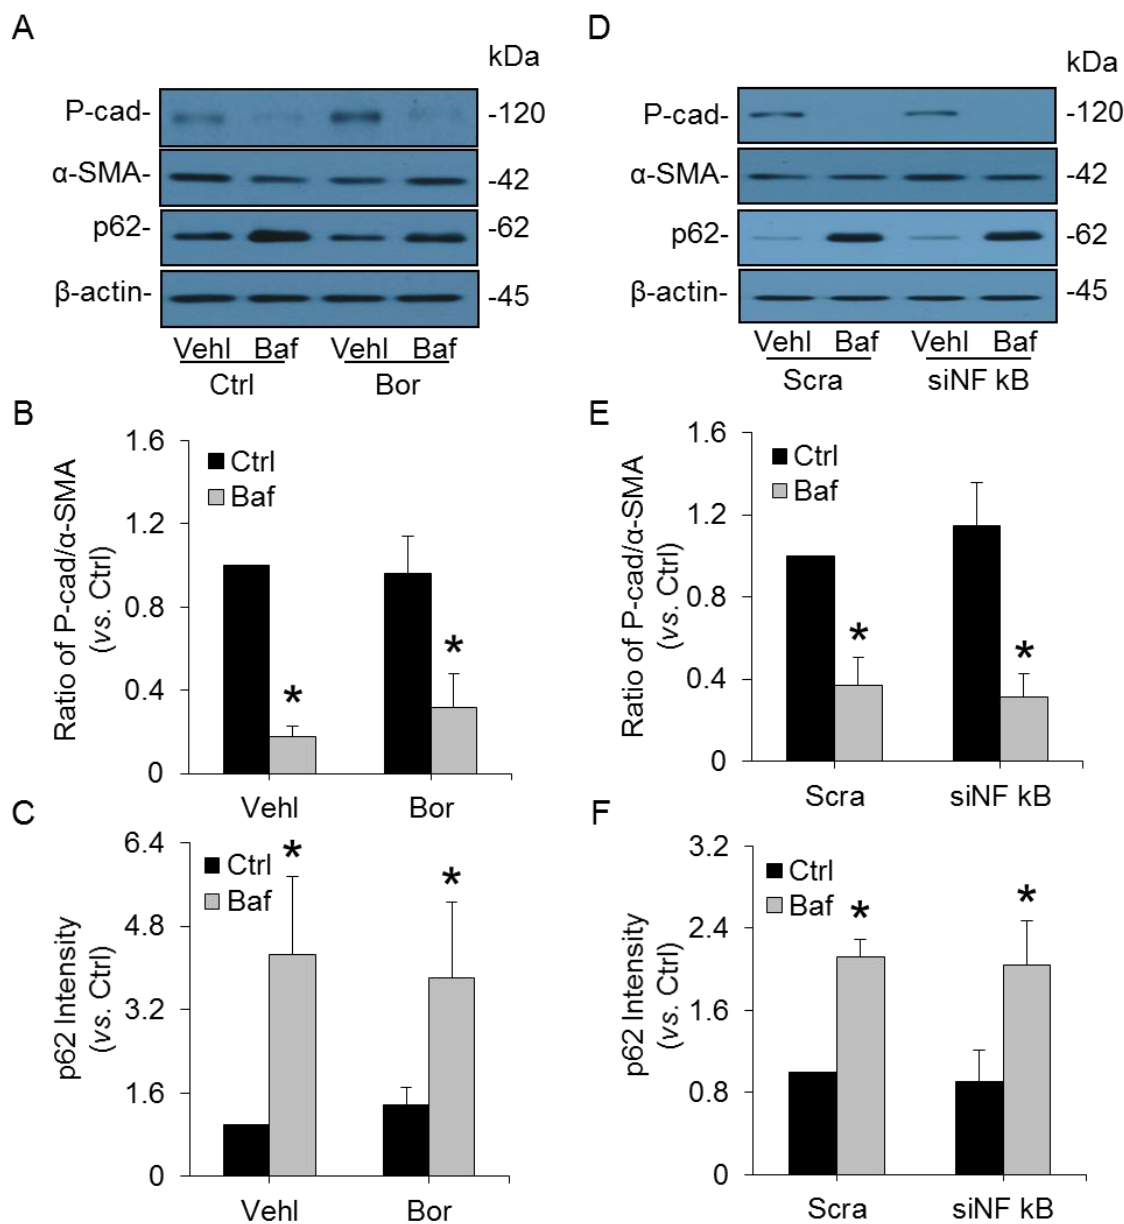 A
kDa
P-cad-
-120
α-SMA-
-42
p62-
-62
β-actin-
-45
Vehl Baf Vehl Baf
Ctrl Bor
D
kDa
P-cad-
-120
α-SMA-
-42
p62-
-62
β-actin-
-45
Vehl Baf Vehl Baf
Scra siNF kB
B
Ratio of P-cad/α-SMA
(vs. Ctrl)
1.6
1.2
0.8
0.4
0
Ctrl
Baf
*
*
Vehl Bor
E
Ratio of P-cad/α-SMA
(vs. Ctrl)
1.6
1.2
0.8
0.4
0
Ctrl
Baf
*
*
Scra siNF kB
C
p62 Intensity
(vs. Ctrl)
6.4
4.8
3.2
1.6
0
Ctrl
Baf
*
*
Vehl Bor
F
p62 Intensity
(vs. Ctrl)
3.2
2.4
1.6
0.8
0
Ctrl
Baf
*
*
Scra siNF kB